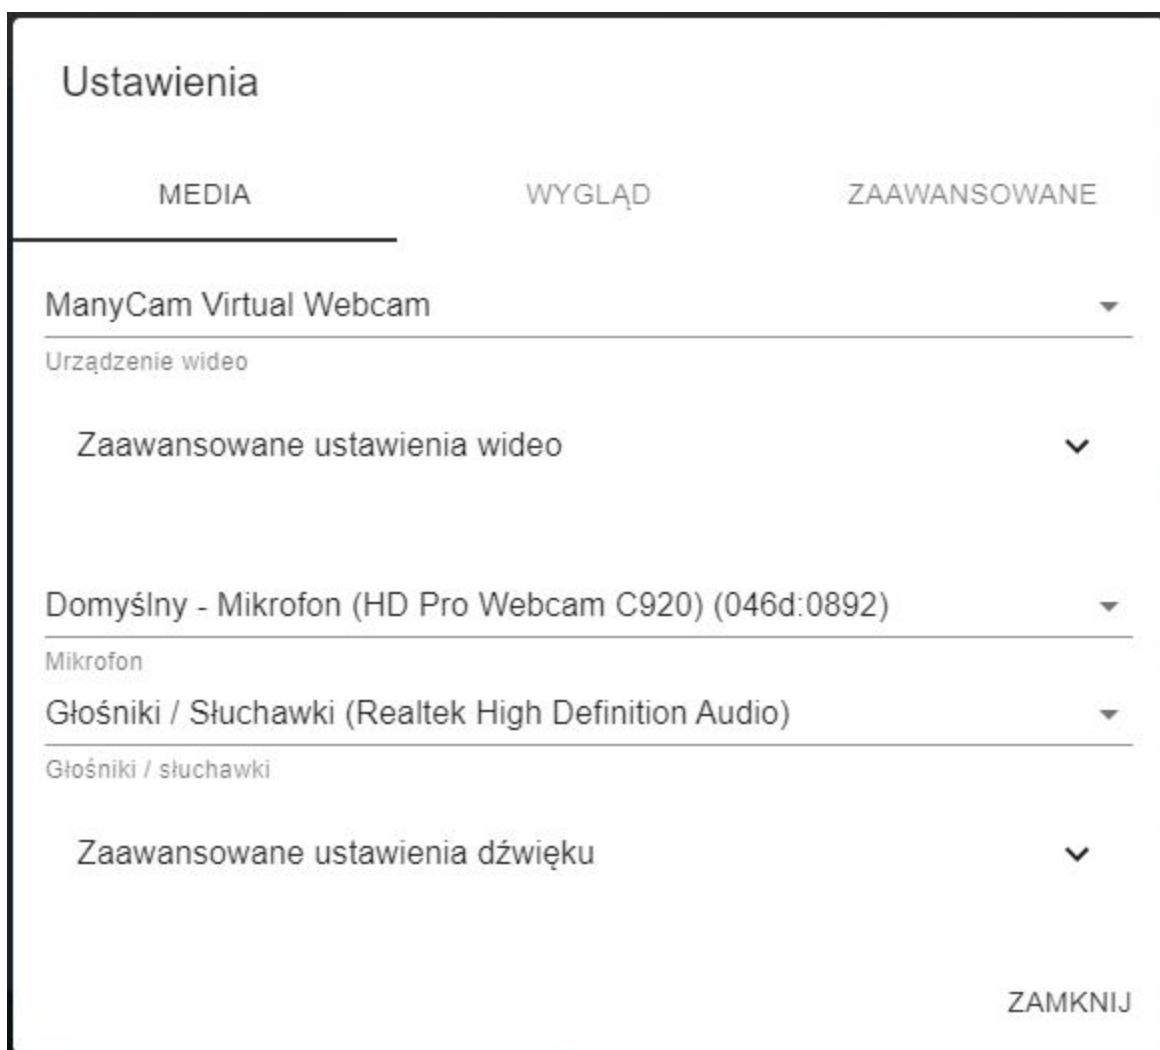 Ustawienia
MEDIA WYGLĄD ZAAWANSOWANE
ManyCam Virtual Webcam
Urządzenie wideo
Zaawansowane ustawienia wideo
Domyślny - Mikrofon (HD Pro Webcam C920) (046d:0892)
Mikrofon
Głośniki / Słuchawki (Realtek High Definition Audio)
Głośniki / słuchawki
Zaawansowane ustawienia dźwięku
ZAMKNIJ